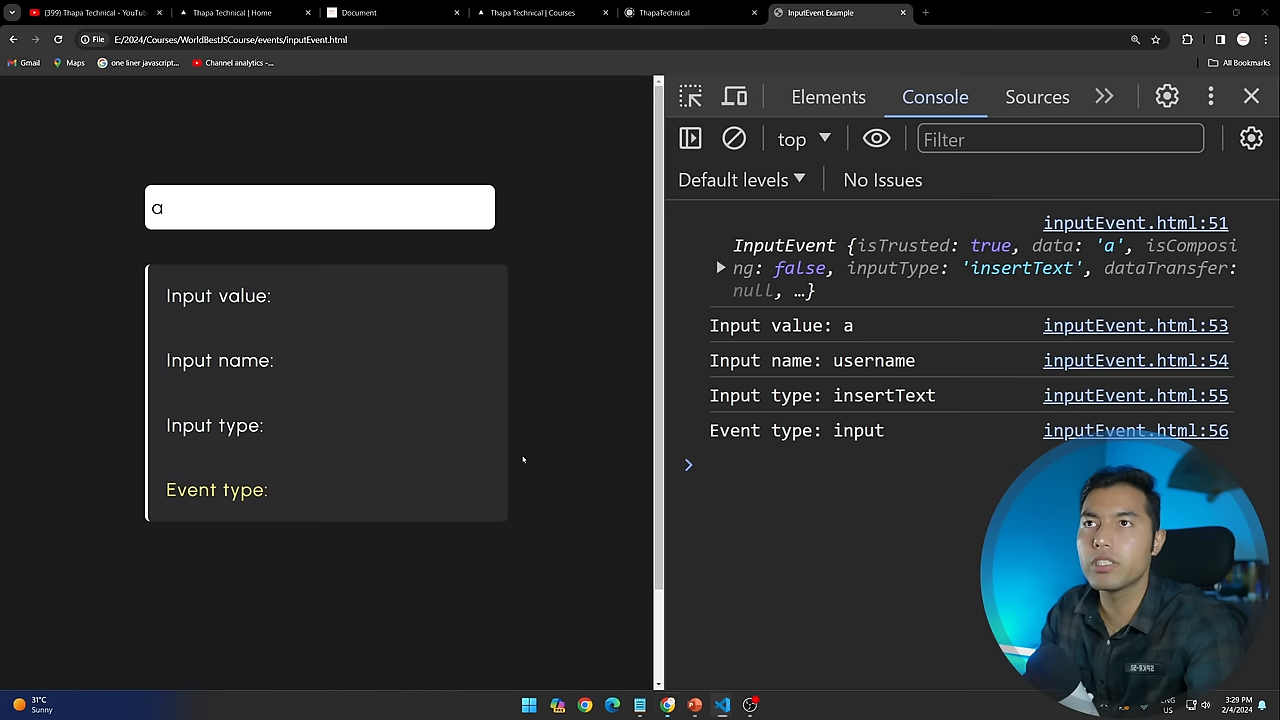 (399) Thapa Technical - YouTub
Thapa Technical | Home
Document
Thapa Technical | Courses
ThapaTechnical
InputEvent Example
File
E:/2024/Courses/WorldBestJSCourse/events/inputEvent.html
Gmail
Maps
one liner javascript...
Channel analytics -...
All Bookmarks
Elements
Console
Sources
top
Filter
Default levels
No Issues
a
Input value:
Input name:
Input type:
Event type:
inputEvent.html:51
InputEvent {isTrusted: true, data: 'a', isComposi
ng: false, inputType: 'insertText', dataTransfer:
null, …}
Input value: a inputEvent.html:53
Input name: username inputEvent.html:54
Input type: insertText inputEvent.html:55
Event type: input inputEvent.html:56
31°C
Sunny
ENG
US
3:29 PM
2/4/2024